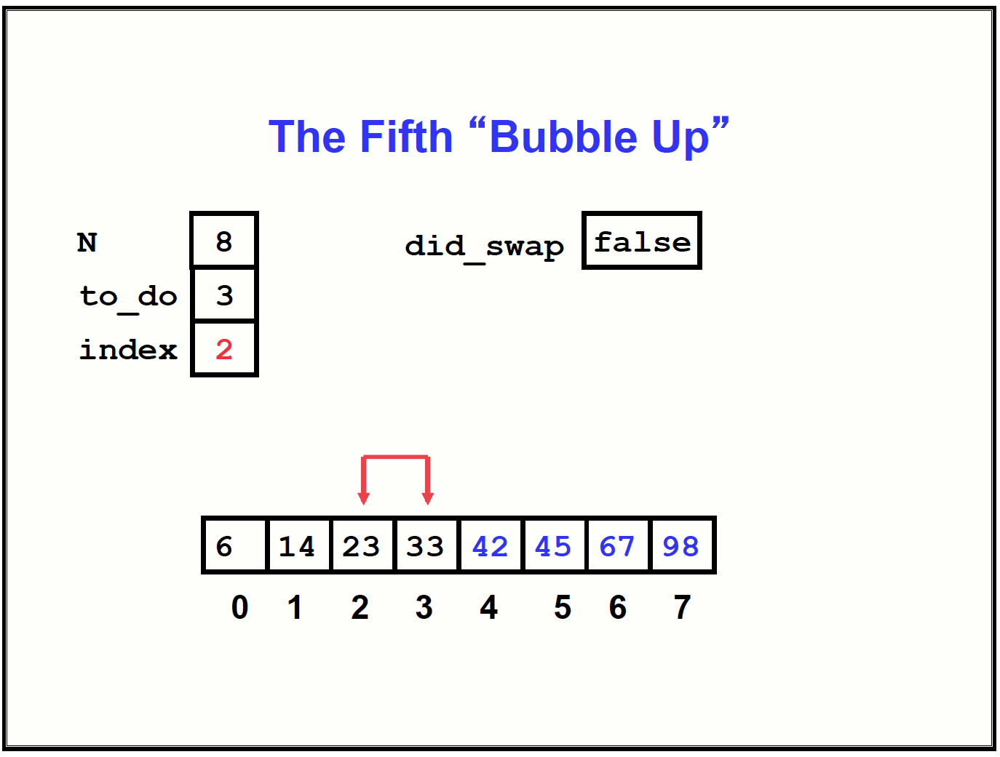 The Fifth “Bubble Up”
N 8 did_swap false
to_do 3
index 2
6 14 23 33 42 45 67 98
0 1 2 3 4 5 6 7